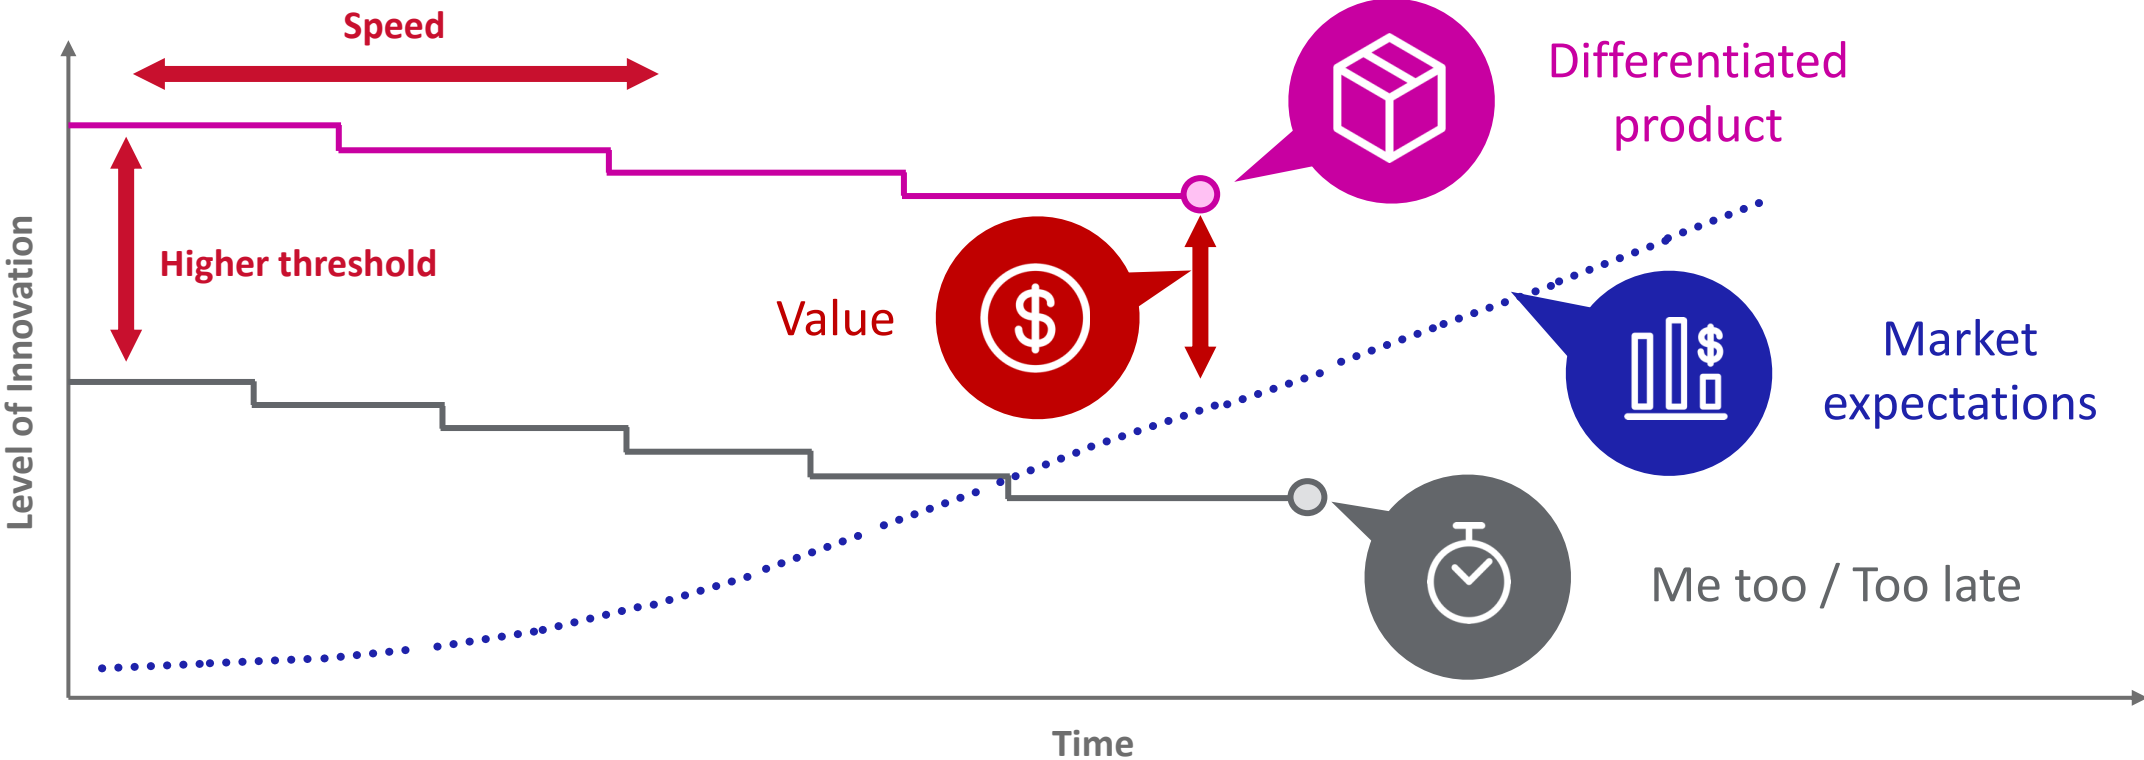 Speed
Differentiated
product
Higher threshold
Value
$
$
Market
expectations
Level of Innovation
Me too / Too late
Time